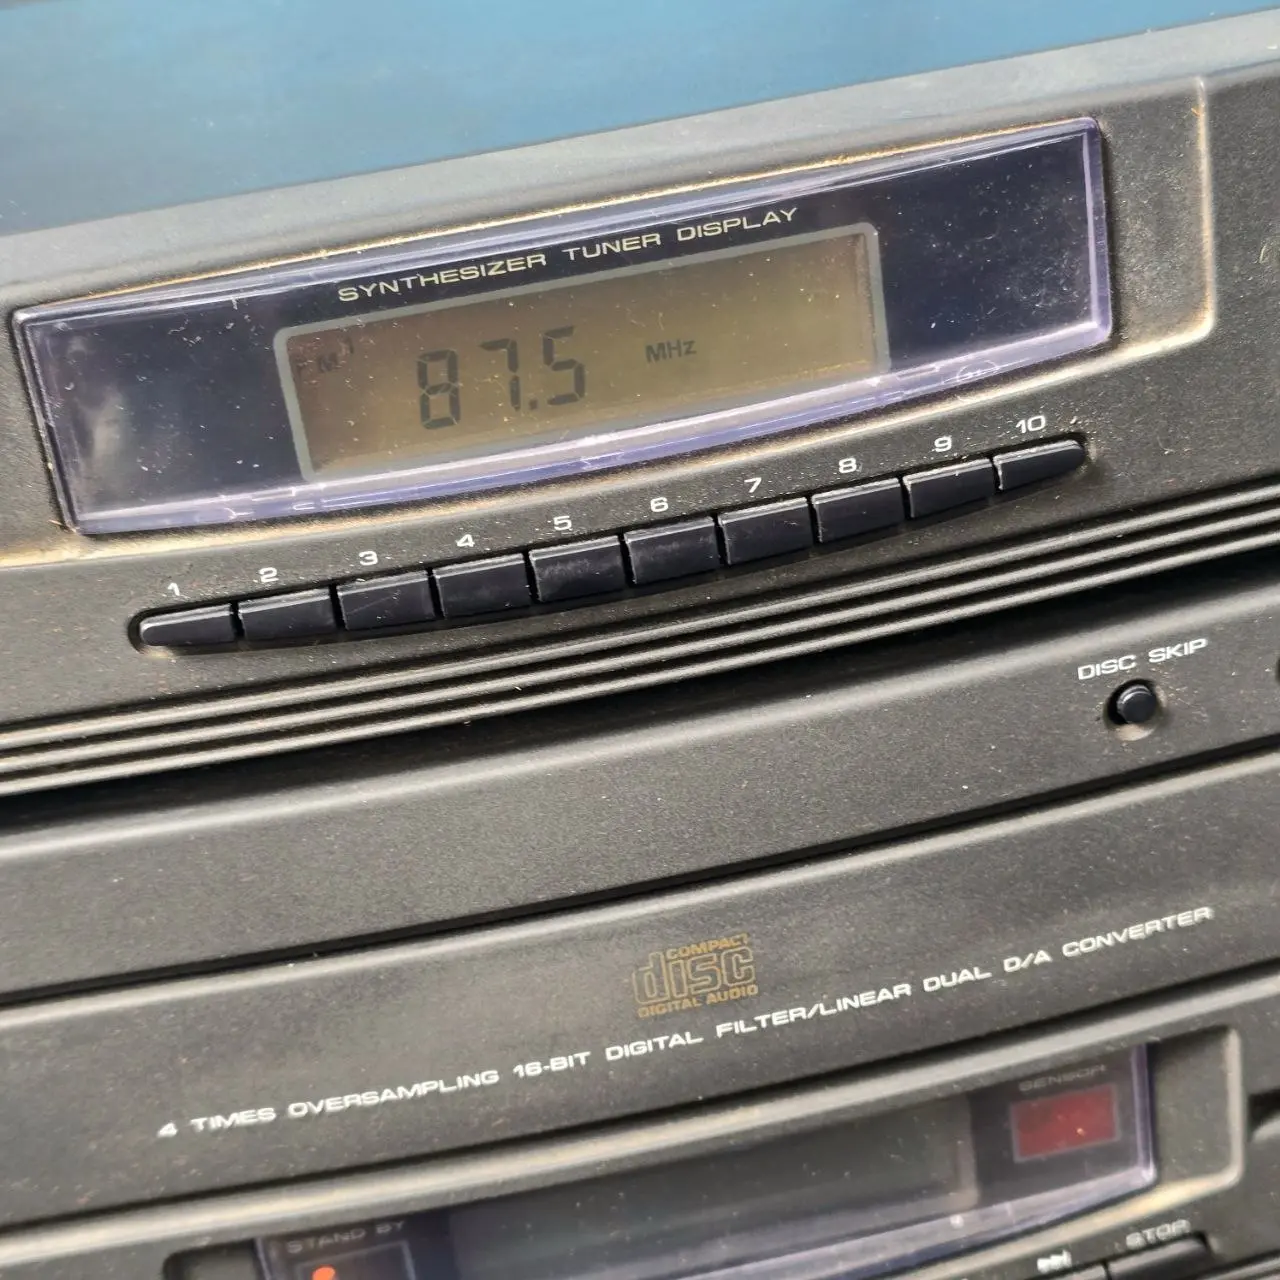 SYNTHESIZER TUNER DISPLAY
FM
87.5 MHz
1 2 3 4 5 6 7 8 9 10
DISC SKIP
COMPACT
disc
DIGITAL AUDIO
4 TIMES OVERSAMPLING 16-BIT DIGITAL FILTER/LINEAR DUAL D/A CONVERTER
SENSOR
STAND BY
STOP